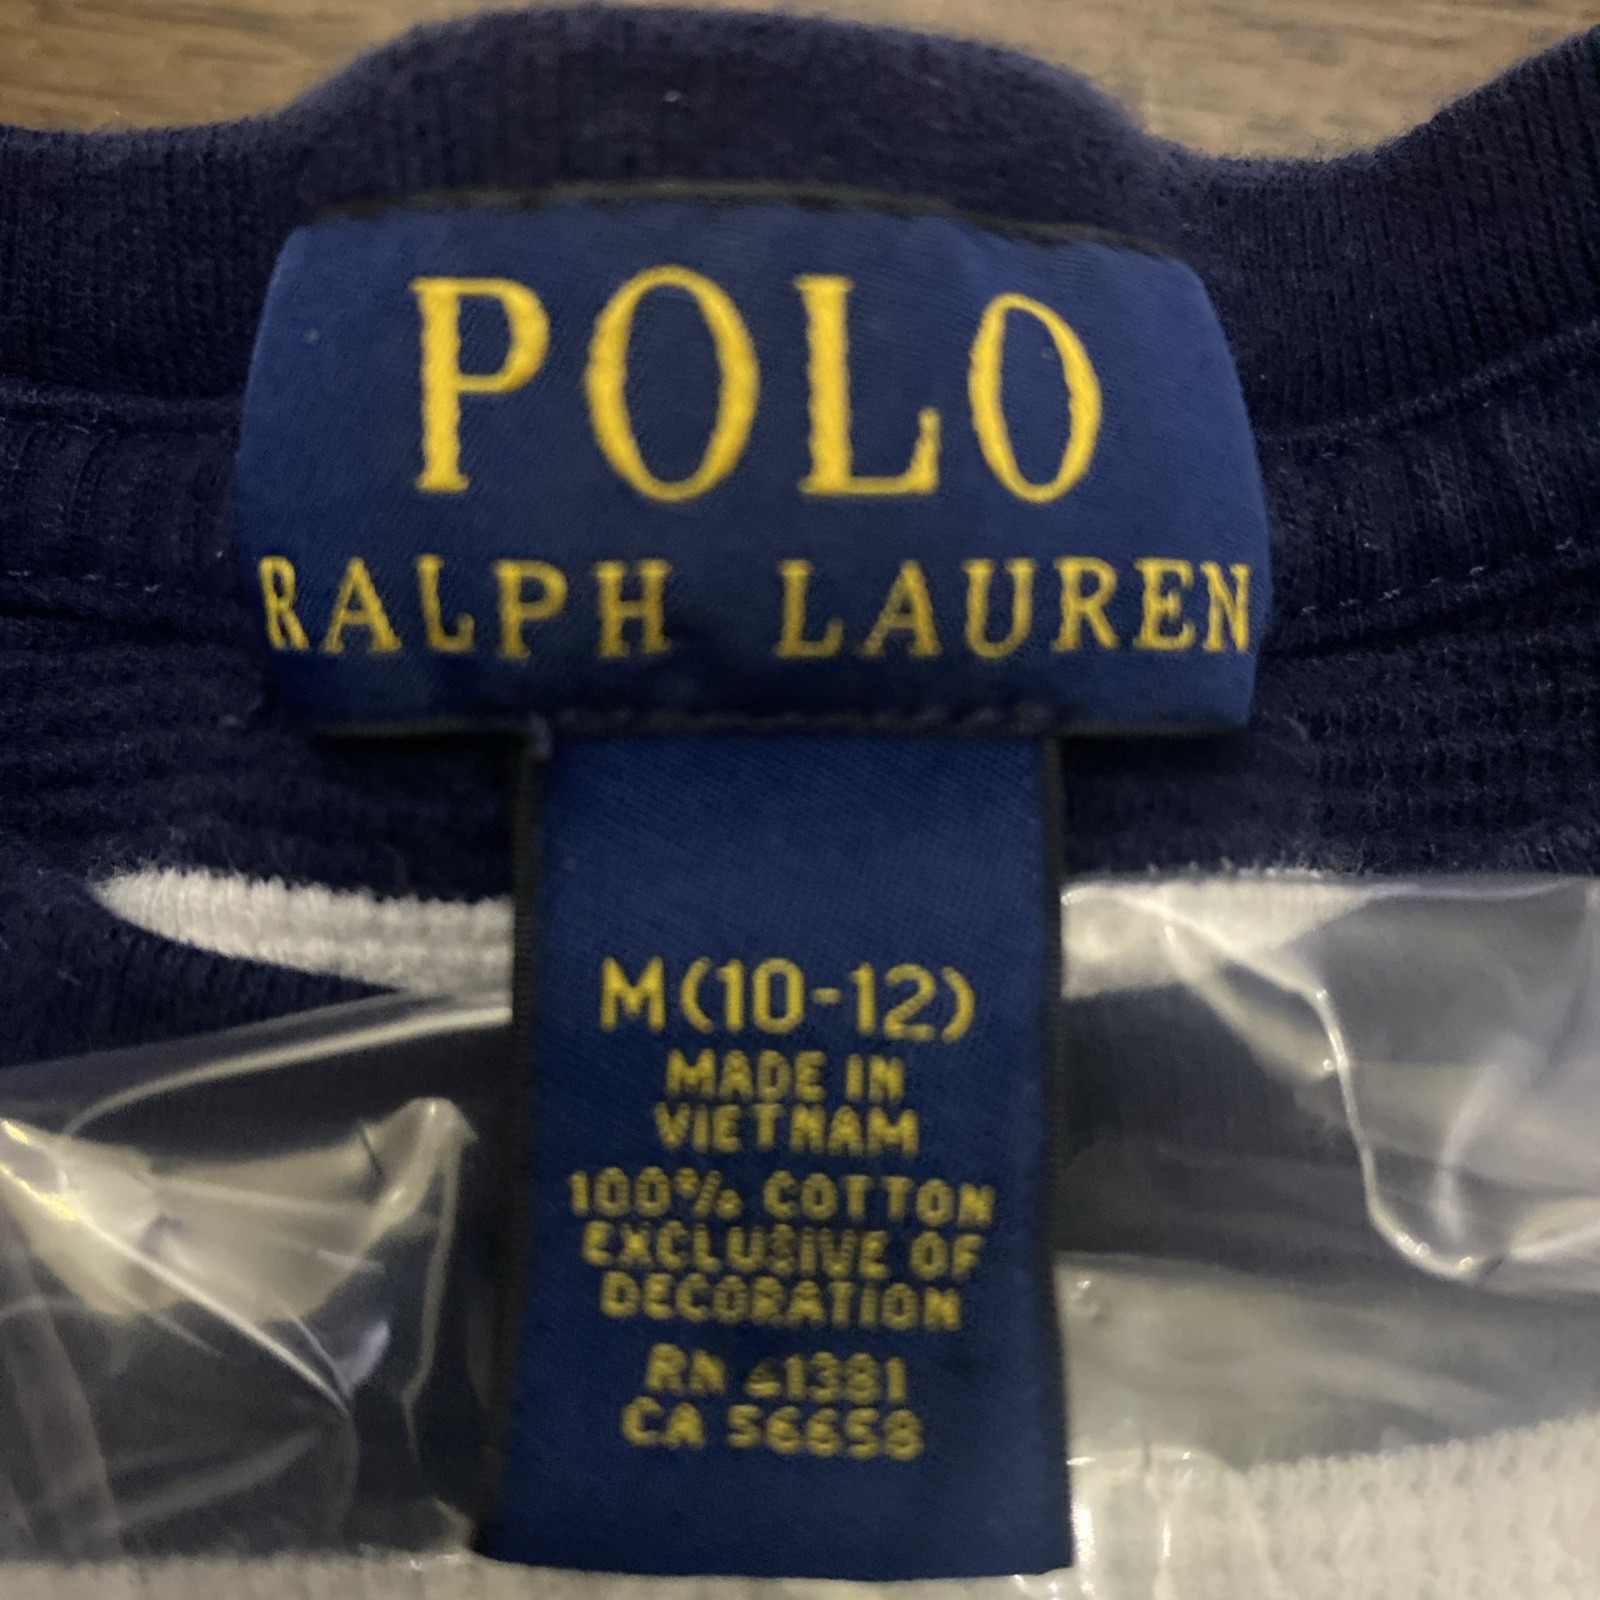 POLO
RALPH LAUREN
M(10-12)
MADE IN
VIETNAM
100% COTTON
EXCLUSIVE OF
DECORATION
RN 41381
CA 56658